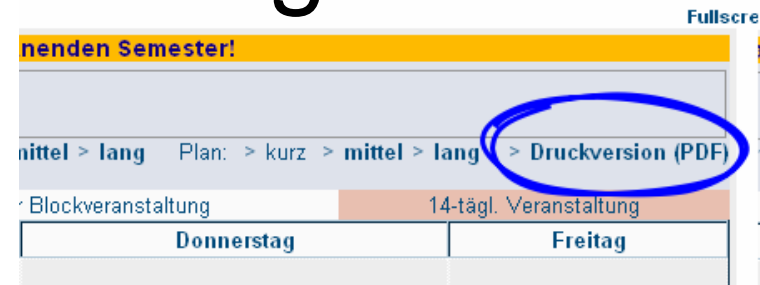 Fullscre
nenden Semester!
mittel > lang Plan: > kurz > mittel > lang > Druckversion (PDF)
Blockveranstaltung 14-tägl. Veranstaltung
Donnerstag Freitag